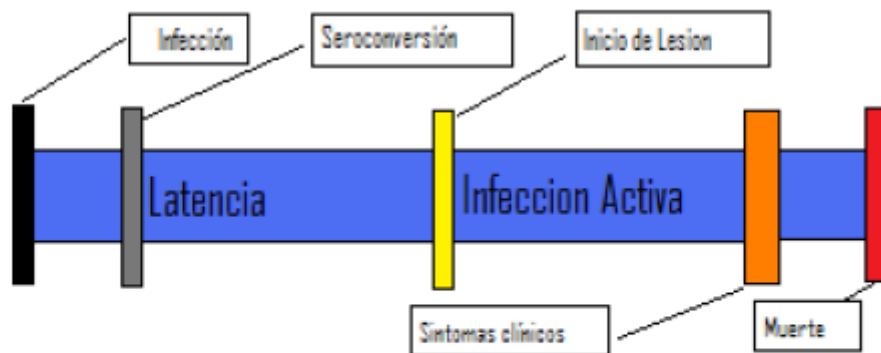 Infección
Seroconversión
Inicio de Lesion
Latencia
Infeccion Activa
Sintomas clínicos
Muerte